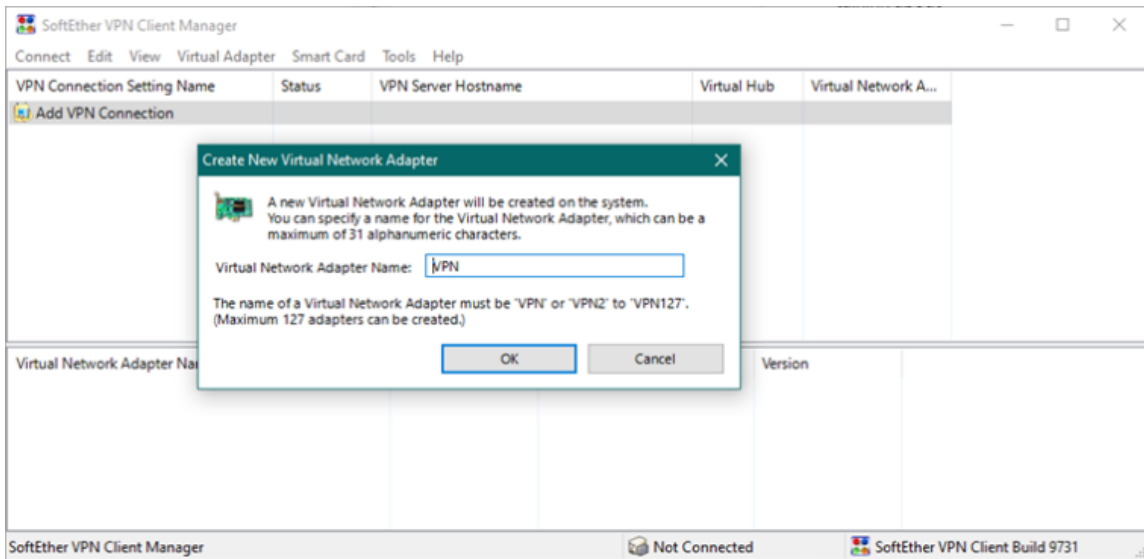 SoftEther VPN Client Manager
Connect Edit View Virtual Adapter Smart Card Tools Help
VPN Connection Setting Name Status VPN Server Hostname Virtual Hub Virtual Network A...
Add VPN Connection
Create New Virtual Network Adapter
A new Virtual Network Adapter will be created on the system.
You can specify a name for the Virtual Network Adapter, which can be a
maximum of 31 alphanumeric characters.
Virtual Network Adapter Name: VPN
The name of a Virtual Network Adapter must be "VPN" or "VPN2" to "VPN127".
(Maximum 127 adapters can be created.)
OK Cancel
Virtual Network Adapter Version
SoftEther VPN Client Manager Not Connected SoftEther VPN Client Build 9731